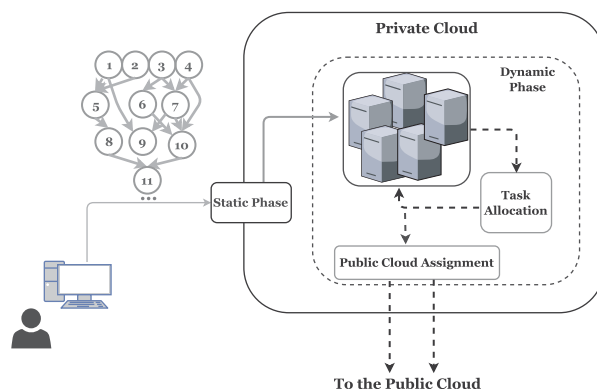 Private Cloud
Dynamic
Phase
1 2 3 4
5 6 7
8 9 10
11
...
Static Phase
Task
Allocation
Public Cloud Assignment
To the Public Cloud